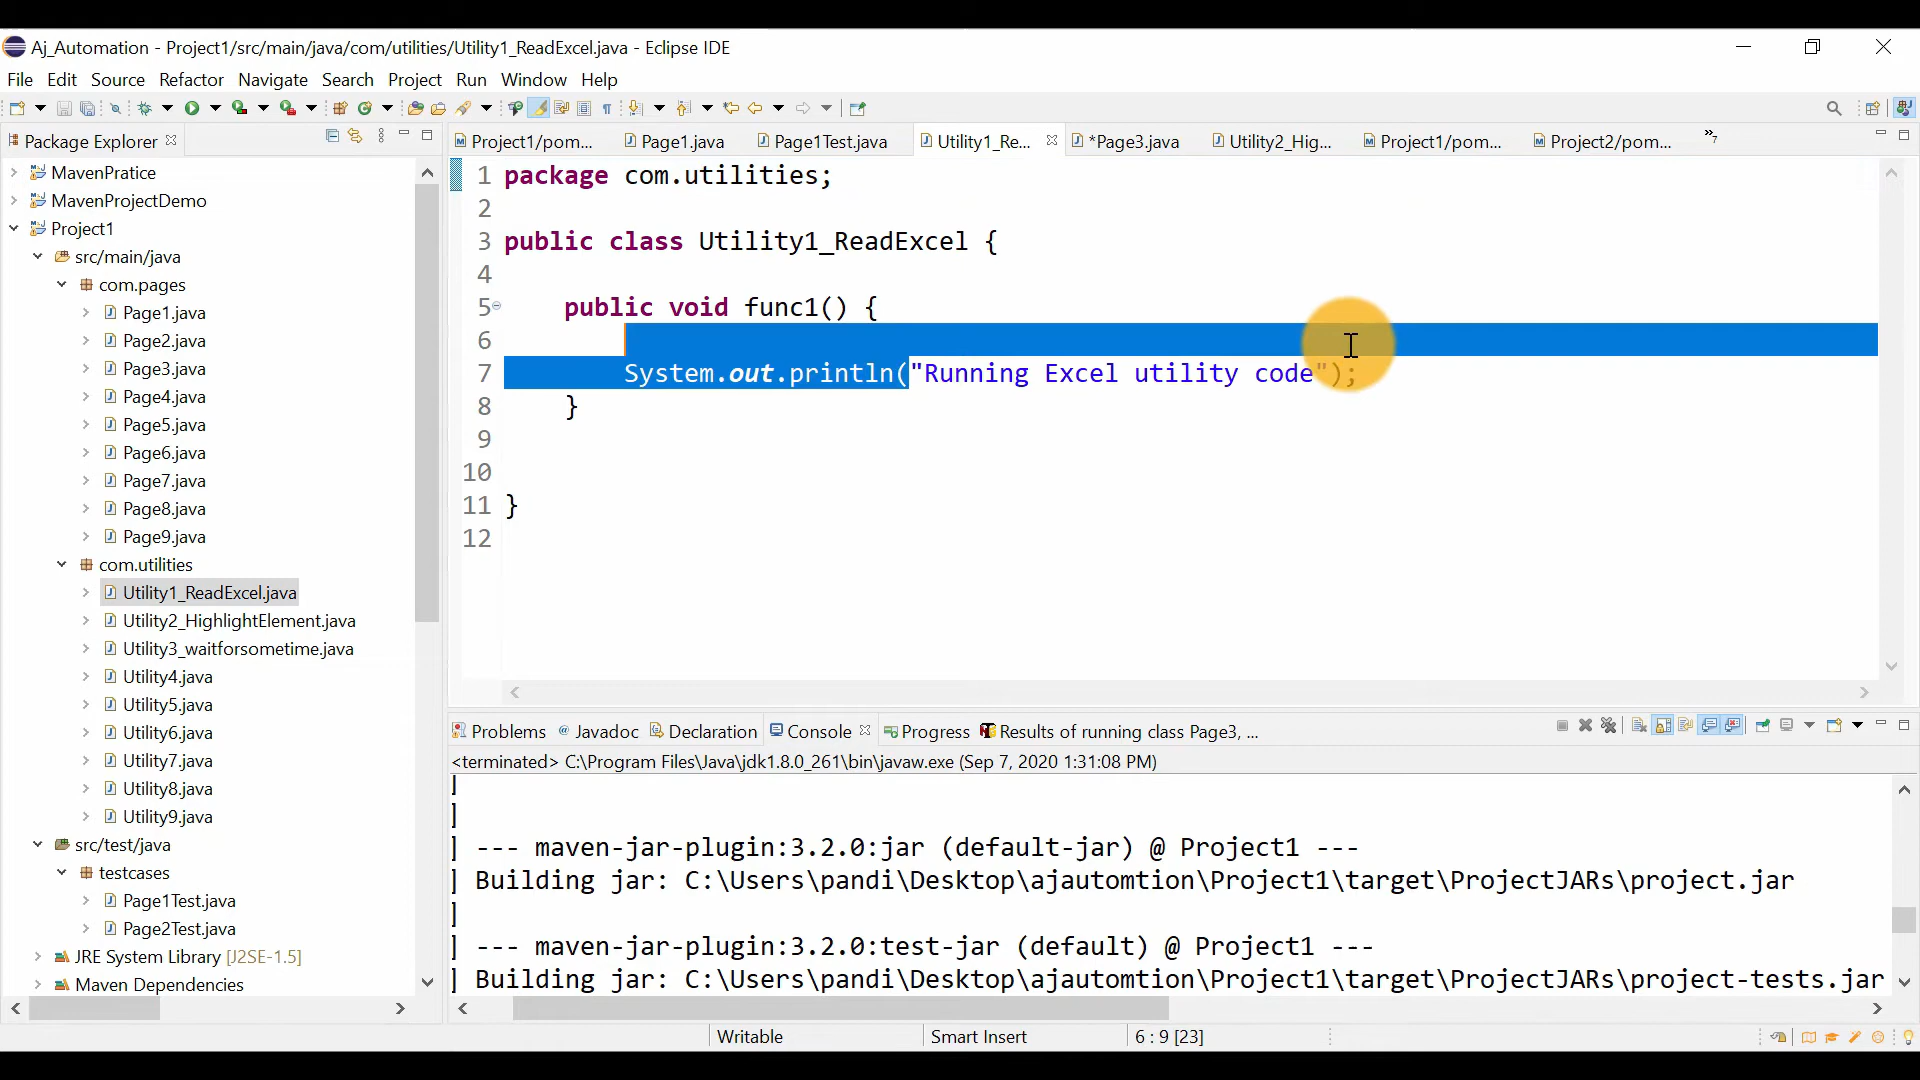 Aj_Automation - Project1/src/main/java/com/utilities/Utility1_ReadExcel.java - Eclipse IDE
File Edit Source Refactor Navigate Search Project Run Window Help
Package Explorer
Project1/pom... Page1.java Page1Test.java Utility1_Re... *Page3.java Utility2_Hig... Project1/pom... Project2/pom... »7
MavenPratice
MavenProjectDemo
Project1
src/main/java
com.pages
Page1.java
Page2.java
Page3.java
Page4.java
Page5.java
Page6.java
Page7.java
Page8.java
Page9.java
com.utilities
Utility1_ReadExcel.java
Utility2_HighlightElement.java
Utility3_waitforsometime.java
Utility4.java
Utility5.java
Utility6.java
Utility7.java
Utility8.java
Utility9.java
src/test/java
testcases
Page1Test.java
Page2Test.java
JRE System Library [J2SE-1.5]
Maven Dependencies
1 package com.utilities;
2
3 public class Utility1_ReadExcel {
4
5 public void func1() {
6
7 System.out.println("Running Excel utility code");
8 }
9
10
11 }
12
Problems @ Javadoc Declaration Console Progress Results of running class Page3, ...
<terminated> C:\Program Files\Java\jdk1.8.0_261\bin\javaw.exe (Sep 7, 2020 1:31:08 PM)
]
]
] --- maven-jar-plugin:3.2.0:jar (default-jar) @ Project1 ---
] Building jar: C:\Users\pandi\Desktop\ajautomtion\Project1\target\ProjectJARs\project.jar
]
] --- maven-jar-plugin:3.2.0:test-jar (default) @ Project1 ---
] Building jar: C:\Users\pandi\Desktop\ajautomtion\Project1\target\ProjectJARs\project-tests.jar
Writable Smart Insert 6 : 9 [23]